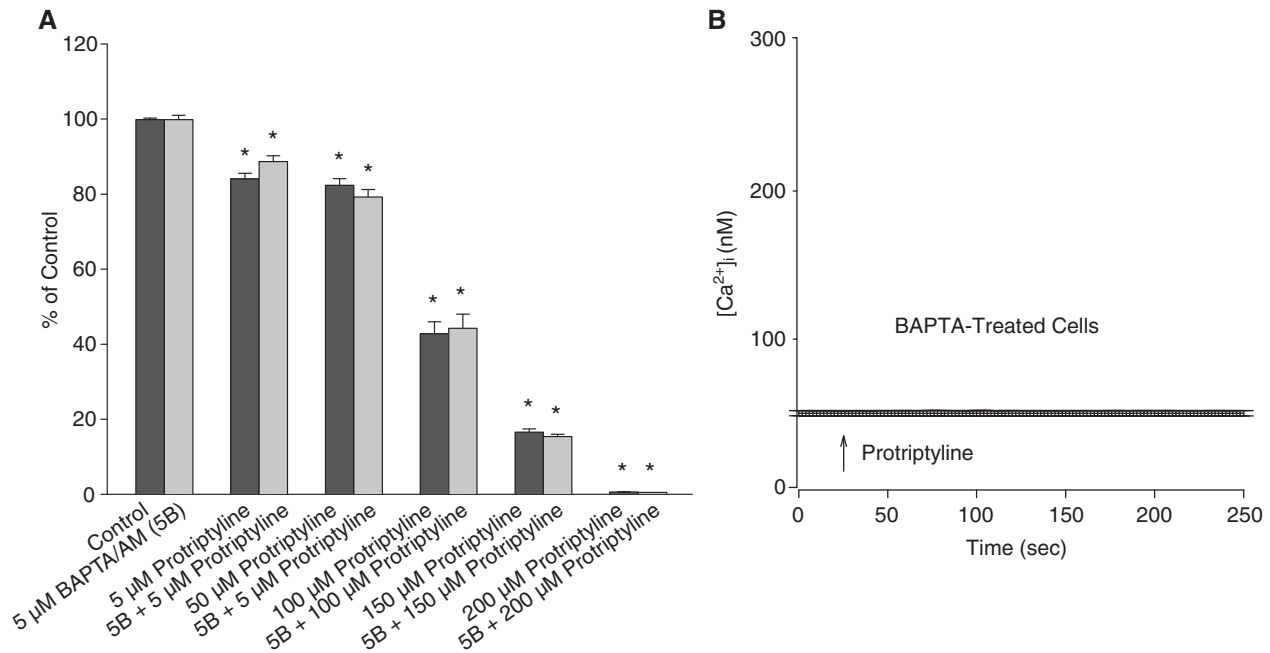 A
120
100
80
60
40
20
0
% of Control
*
*
*
*
*
*
*
*
*
*
Control
5 µM BAPTA/AM (5B)
5 µM Protriptyline
5B + 5 µM Protriptyline
50 µM Protriptyline
5B + 5 µM Protriptyline
100 µM Protriptyline
5B + 100 µM Protriptyline
150 µM Protriptyline
5B + 150 µM Protriptyline
200 µM Protriptyline
5B + 200 µM Protriptyline
B
300
200
100
0
[Ca²⁺]ᵢ (nM)
BAPTA-Treated Cells
Protriptyline
0 50 100 150 200 250
Time (sec)